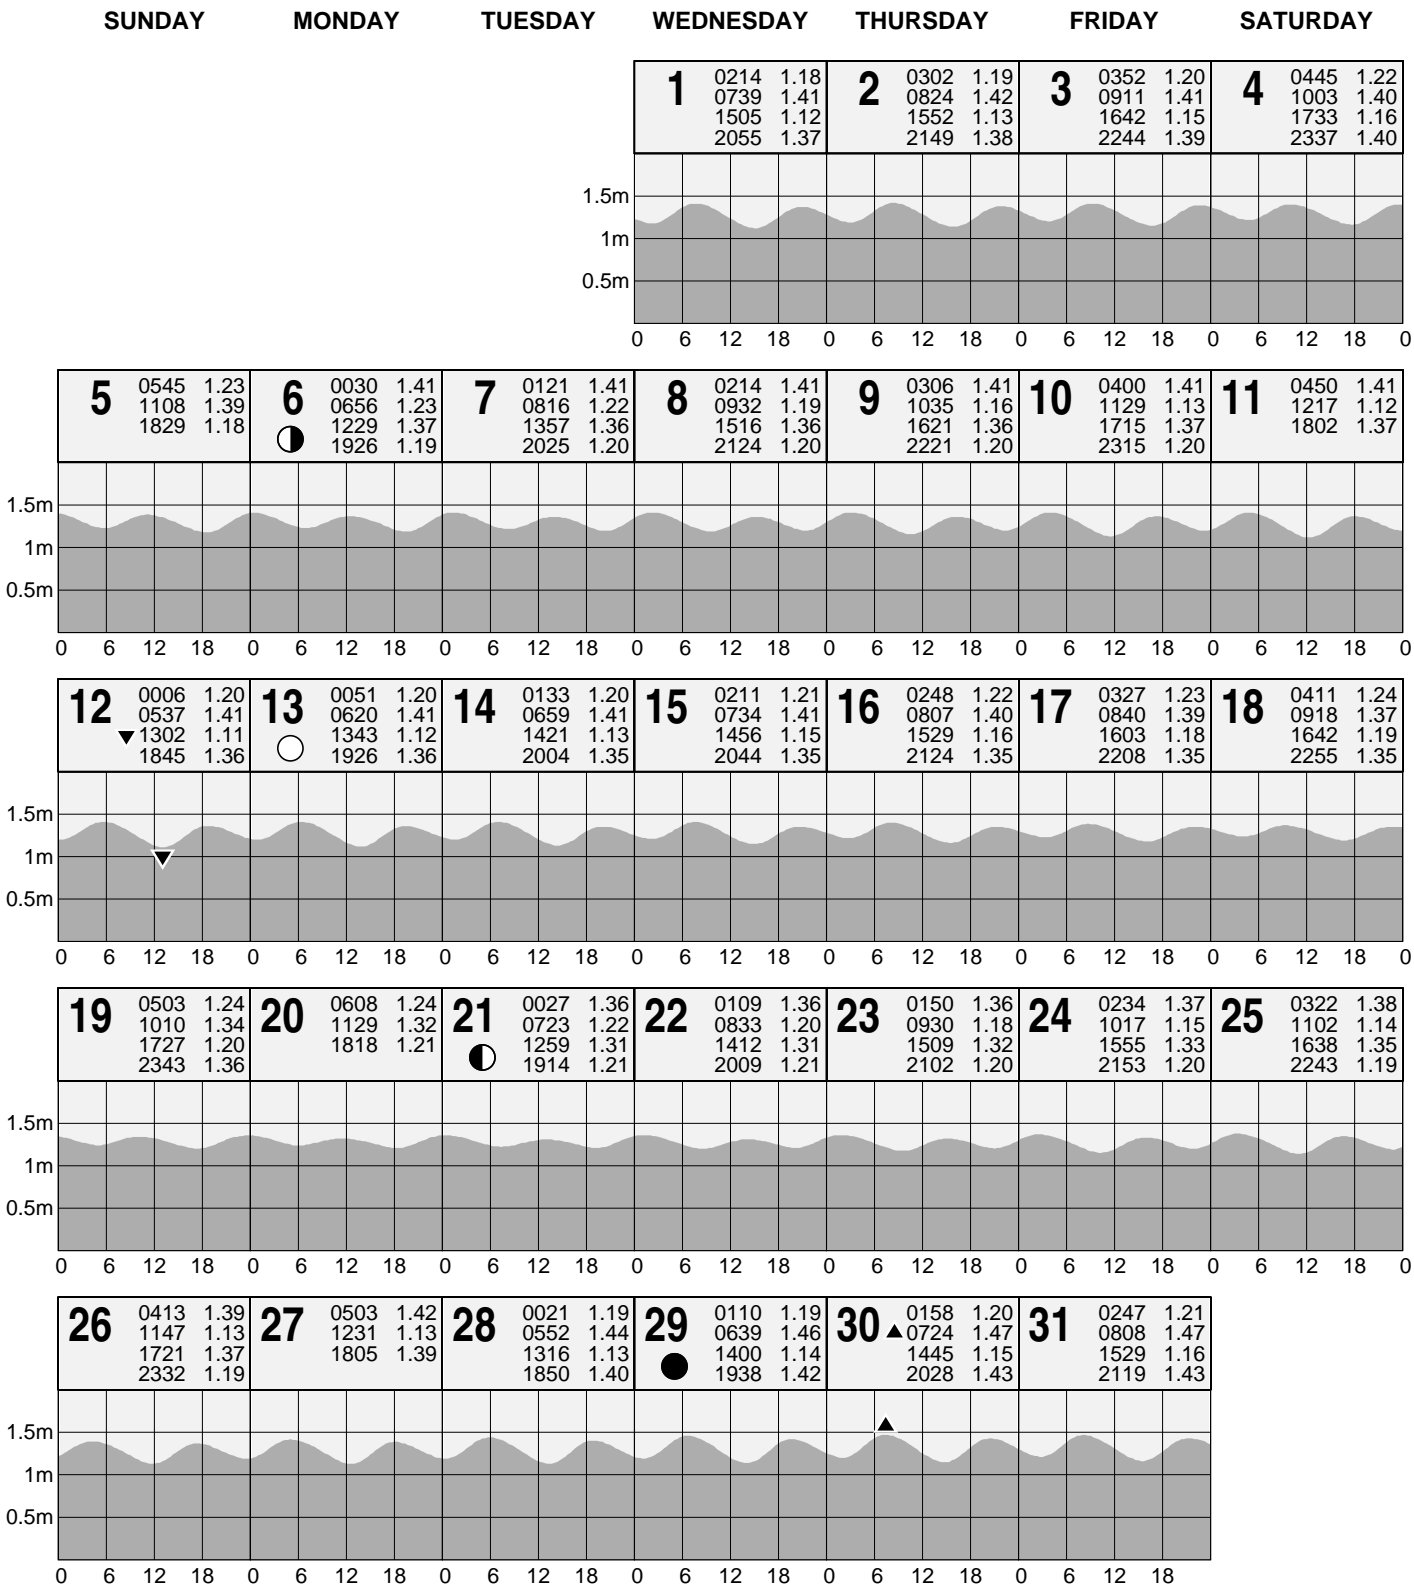 SUNDAY MONDAY TUESDAY WEDNESDAY THURSDAY FRIDAY SATURDAY
1 0214 1.18 2 0302 1.19 3 0352 1.20 4 0445 1.22
0739 1.41 0824 1.42 0911 1.41 1003 1.40
1505 1.12 1552 1.13 1642 1.15 1733 1.16
2055 1.37 2149 1.38 2244 1.39 2337 1.40
1.5m
1m
0.5m
0 6 12 18 0 6 12 18 0 6 12 18 0 6 12 18 0
5 0545 1.23 6 0030 1.41 7 0121 1.41 8 0214 1.41 9 0306 1.41 10 0400 1.41 11 0450 1.41
1108 1.39 0656 1.23 0816 1.22 0932 1.19 1035 1.16 1129 1.13 1217 1.12
1829 1.18 1229 1.37 1357 1.36 1516 1.36 1621 1.36 1715 1.37 1802 1.37
1926 1.19 2025 1.20 2124 1.20 2221 1.20 2315 1.20
1.5m
1m
0.5m
0 6 12 18 0 6 12 18 0 6 12 18 0 6 12 18 0 6 12 18 0 6 12 18 0 6 12 18 0
12 0006 1.20 13 0051 1.20 14 0133 1.20 15 0211 1.21 16 0248 1.22 17 0327 1.23 18 0411 1.24
0537 1.41 0620 1.41 0659 1.41 0734 1.41 0807 1.40 0840 1.39 0918 1.37
1302 1.11 1343 1.12 1421 1.13 1456 1.15 1529 1.16 1603 1.18 1642 1.19
1845 1.36 1926 1.36 2004 1.35 2044 1.35 2124 1.35 2208 1.35 2255 1.35
1.5m
1m
0.5m
0 6 12 18 0 6 12 18 0 6 12 18 0 6 12 18 0 6 12 18 0 6 12 18 0 6 12 18 0
19 0503 1.24 20 0608 1.24 21 0027 1.36 22 0109 1.36 23 0150 1.36 24 0234 1.37 25 0322 1.38
1010 1.34 1129 1.32 0723 1.22 0833 1.20 0930 1.18 1017 1.15 1102 1.14
1727 1.20 1818 1.21 1259 1.31 1412 1.31 1509 1.32 1555 1.33 1638 1.35
2343 1.36 1914 1.21 2009 1.21 2102 1.20 2153 1.20 2243 1.19
1.5m
1m
0.5m
0 6 12 18 0 6 12 18 0 6 12 18 0 6 12 18 0 6 12 18 0 6 12 18 0 6 12 18 0
26 0413 1.39 27 0503 1.42 28 0021 1.19 29 0110 1.19 30 0158 1.20 31 0247 1.21
1147 1.13 1231 1.13 0552 1.44 0639 1.46 0724 1.47 0808 1.47
1721 1.37 1805 1.39 1316 1.13 1400 1.14 1445 1.15 1529 1.16
2332 1.19 1850 1.40 1938 1.42 2028 1.43 2119 1.43
1.5m
1m
0.5m
0 6 12 18 0 6 12 18 0 6 12 18 0 6 12 18 0 6 12 18 0 6 12 18